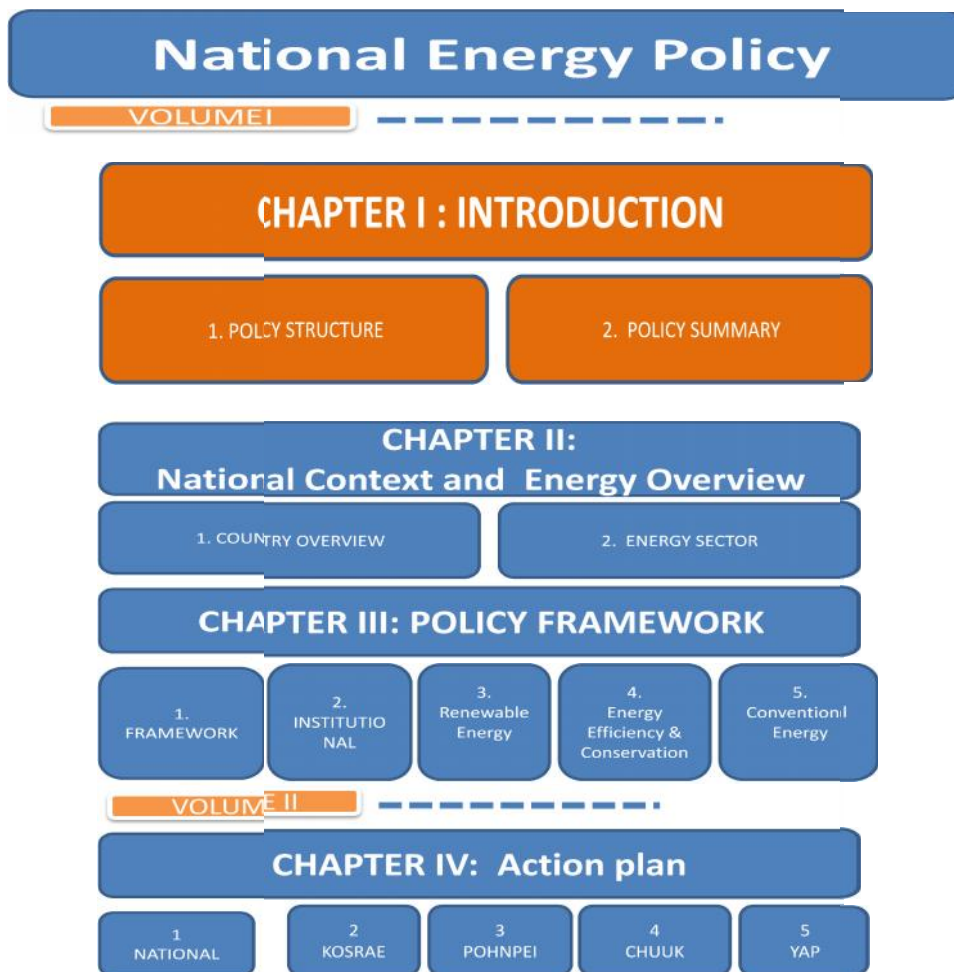 National Energy Policy
VOLUMEI
CHAPTER I : INTRODUCTION
1. POLCY STRUCTURE
2. POLICY SUMMARY
CHAPTER II:
National Context and Energy Overview
1. COUNTRY OVERVIEW
2. ENERGY SECTOR
CHAPTER III: POLICY FRAMEWORK
1.
FRAMEWORK
2.
INSTITUTIO
NAL
3.
Renewable
Energy
4.
Energy
Efficiency &
Conservation
5.
Conventional
Energy
VOLUME II
CHAPTER IV: Action plan
1
NATIONAL
2
KOSRAE
3
POHNPEI
4
CHUUK
5
YAP